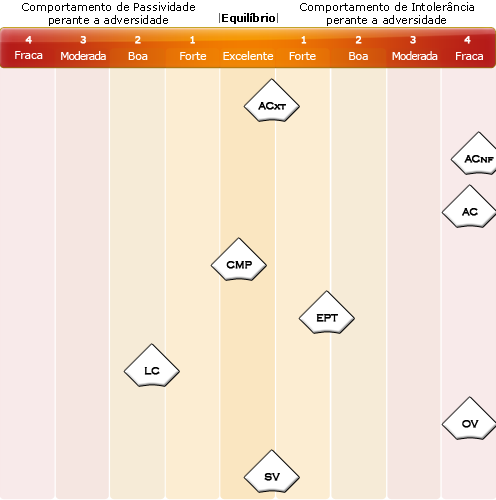 Comportamento de Passividade
perante a adversidade
|Equilíbrio|
Comportamento de Intolerância
perante a adversidade
4 3 2 1 1 2 3 4
Fraca Moderada Boa Forte Excelente Forte Boa Moderada Fraca
ACXT
ACNF
AC
CMP
EPT
LC
OV
SV